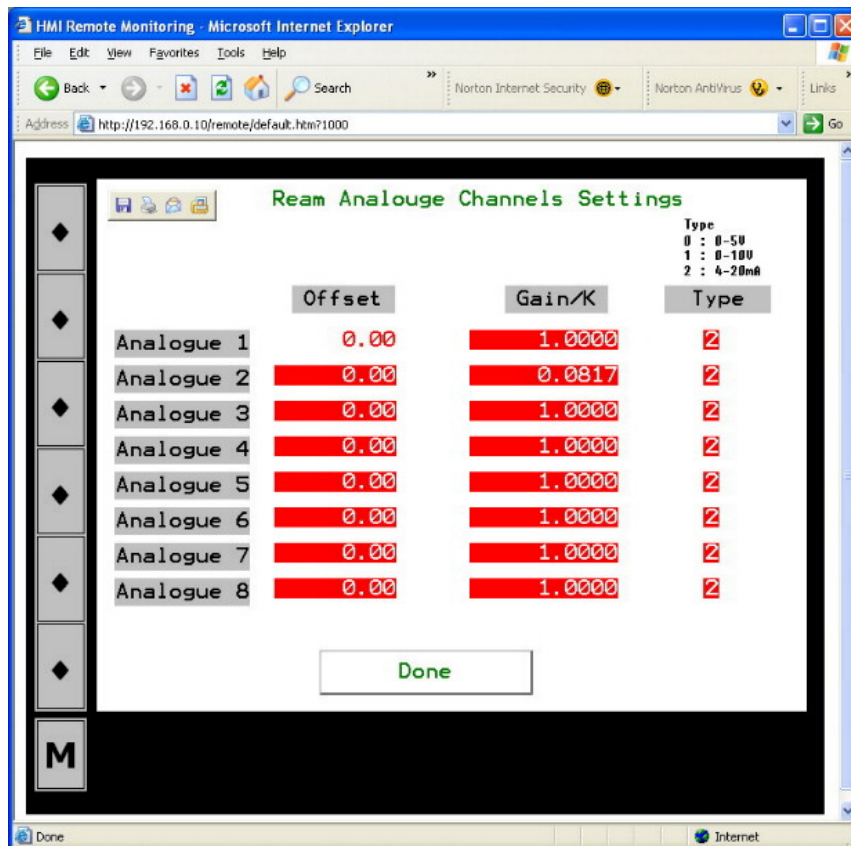 HMI Remote Monitoring - Microsoft Internet Explorer
File Edit View Favorites Tools Help
Back Search » Norton Internet Security Norton AntiVirus Links »
Address http://192.168.0.10/remote/default.htm?1000 Go
Ream Analouge Channels Settings
Type
0 : 0-5V
1 : 0-10V
2 : 4-20mA
Offset Gain/K Type
Analogue 1 0.00 1.0000 2
Analogue 2 0.00 0.0817 2
Analogue 3 0.00 1.0000 2
Analogue 4 0.00 1.0000 2
Analogue 5 0.00 1.0000 2
Analogue 6 0.00 1.0000 2
Analogue 7 0.00 1.0000 2
Analogue 8 0.00 1.0000 2
Done
M
Done Internet